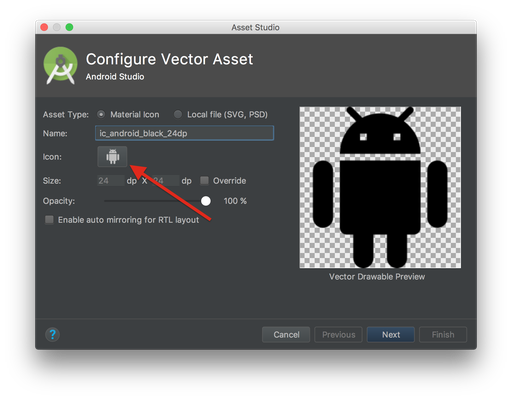 Asset Studio
Configure Vector Asset
Android Studio
Asset Type: Material Icon Local file (SVG, PSD)
Name: ic_android_black_24dp
Icon:
Size: 24 dp X 24 dp Override
Opacity: 100 %
Enable auto mirroring for RTL layout
Vector Drawable Preview
? Cancel Previous Next Finish